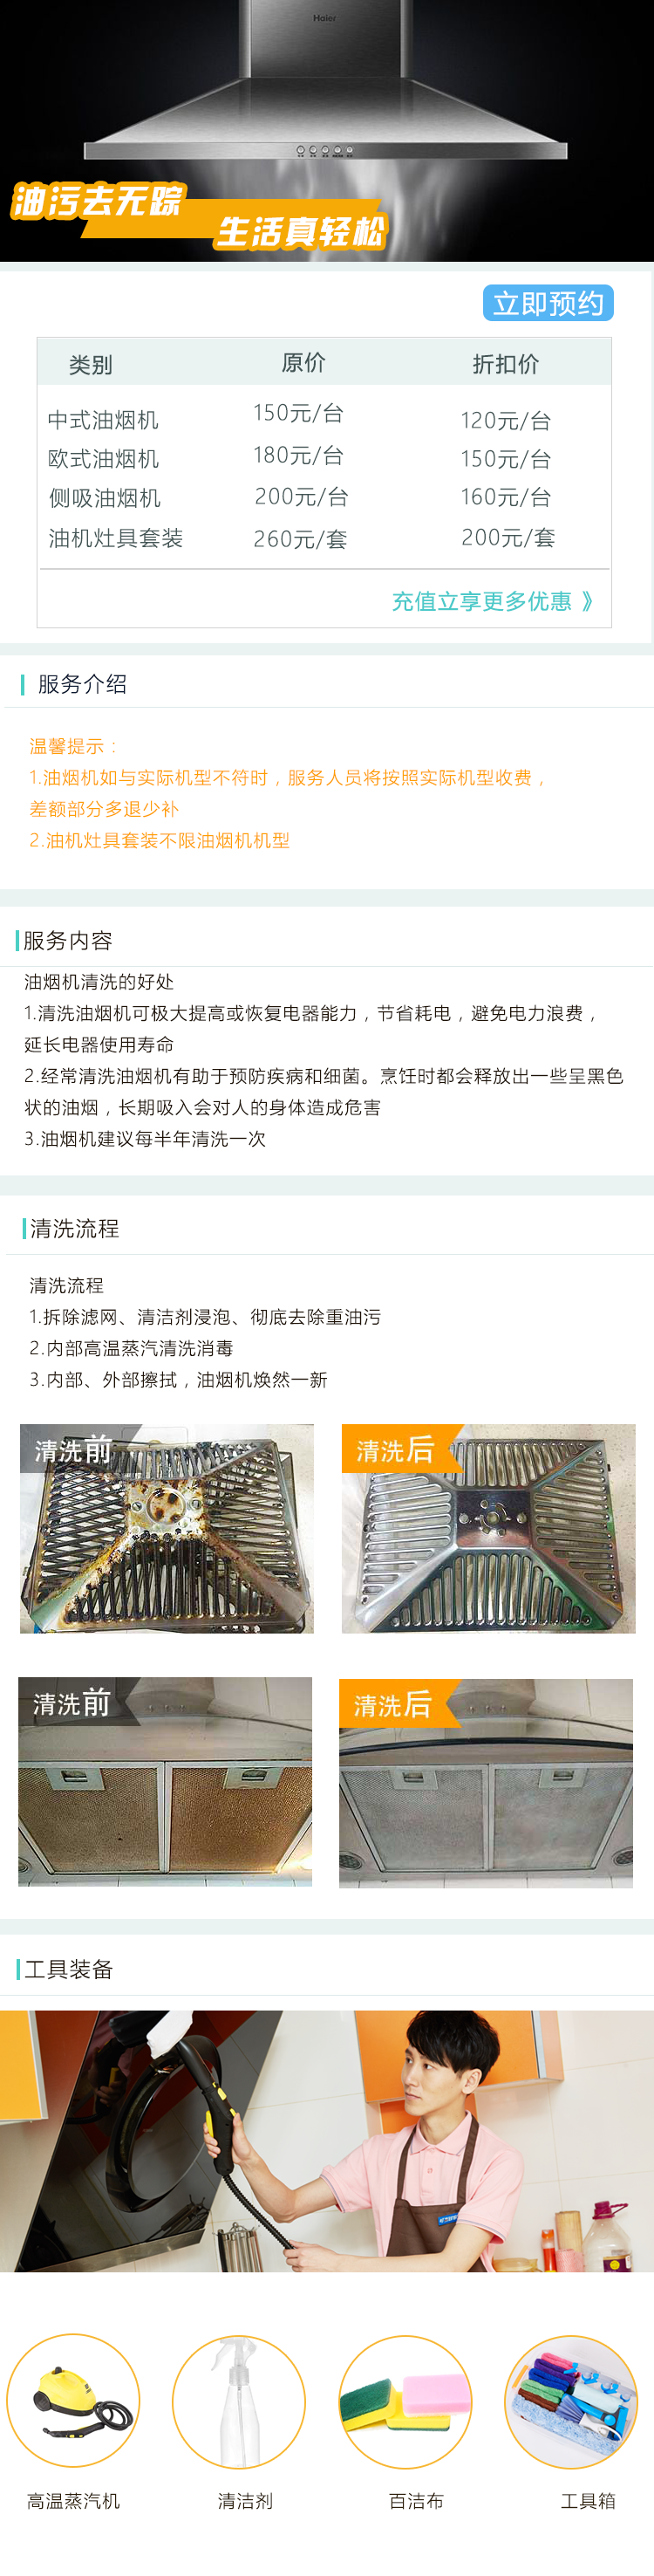 Haier
油污去无踪
生活真轻松
立即预约
类别 原价 折扣价
中式油烟机 150元/台 120元/台
欧式油烟机 180元/台 150元/台
侧吸油烟机 200元/台 160元/台
油机灶具套装 260元/套 200元/套
充值立享更多优惠 》
服务介绍
温馨提示：
1.油烟机如与实际机型不符时，服务人员将按照实际机型收费，
差额部分多退少补
2.油机灶具套装不限油烟机机型
服务内容
油烟机清洗的好处
1.清洗油烟机可极大提高或恢复电器能力，节省耗电，避免电力浪费，
延长电器使用寿命
2.经常清洗油烟机有助于预防疾病和细菌。烹饪时都会释放出一些呈黑色
状的油烟，长期吸入会对人的身体造成危害
3.油烟机建议每半年清洗一次
清洗流程
清洗流程
1.拆除滤网、清洁剂浸泡、彻底去除重油污
2.内部高温蒸汽清洗消毒
3.内部、外部擦拭，油烟机焕然一新
清洗前 清洗后
清洗前 清洗后
工具装备
高温蒸汽机 清洁剂 百洁布 工具箱